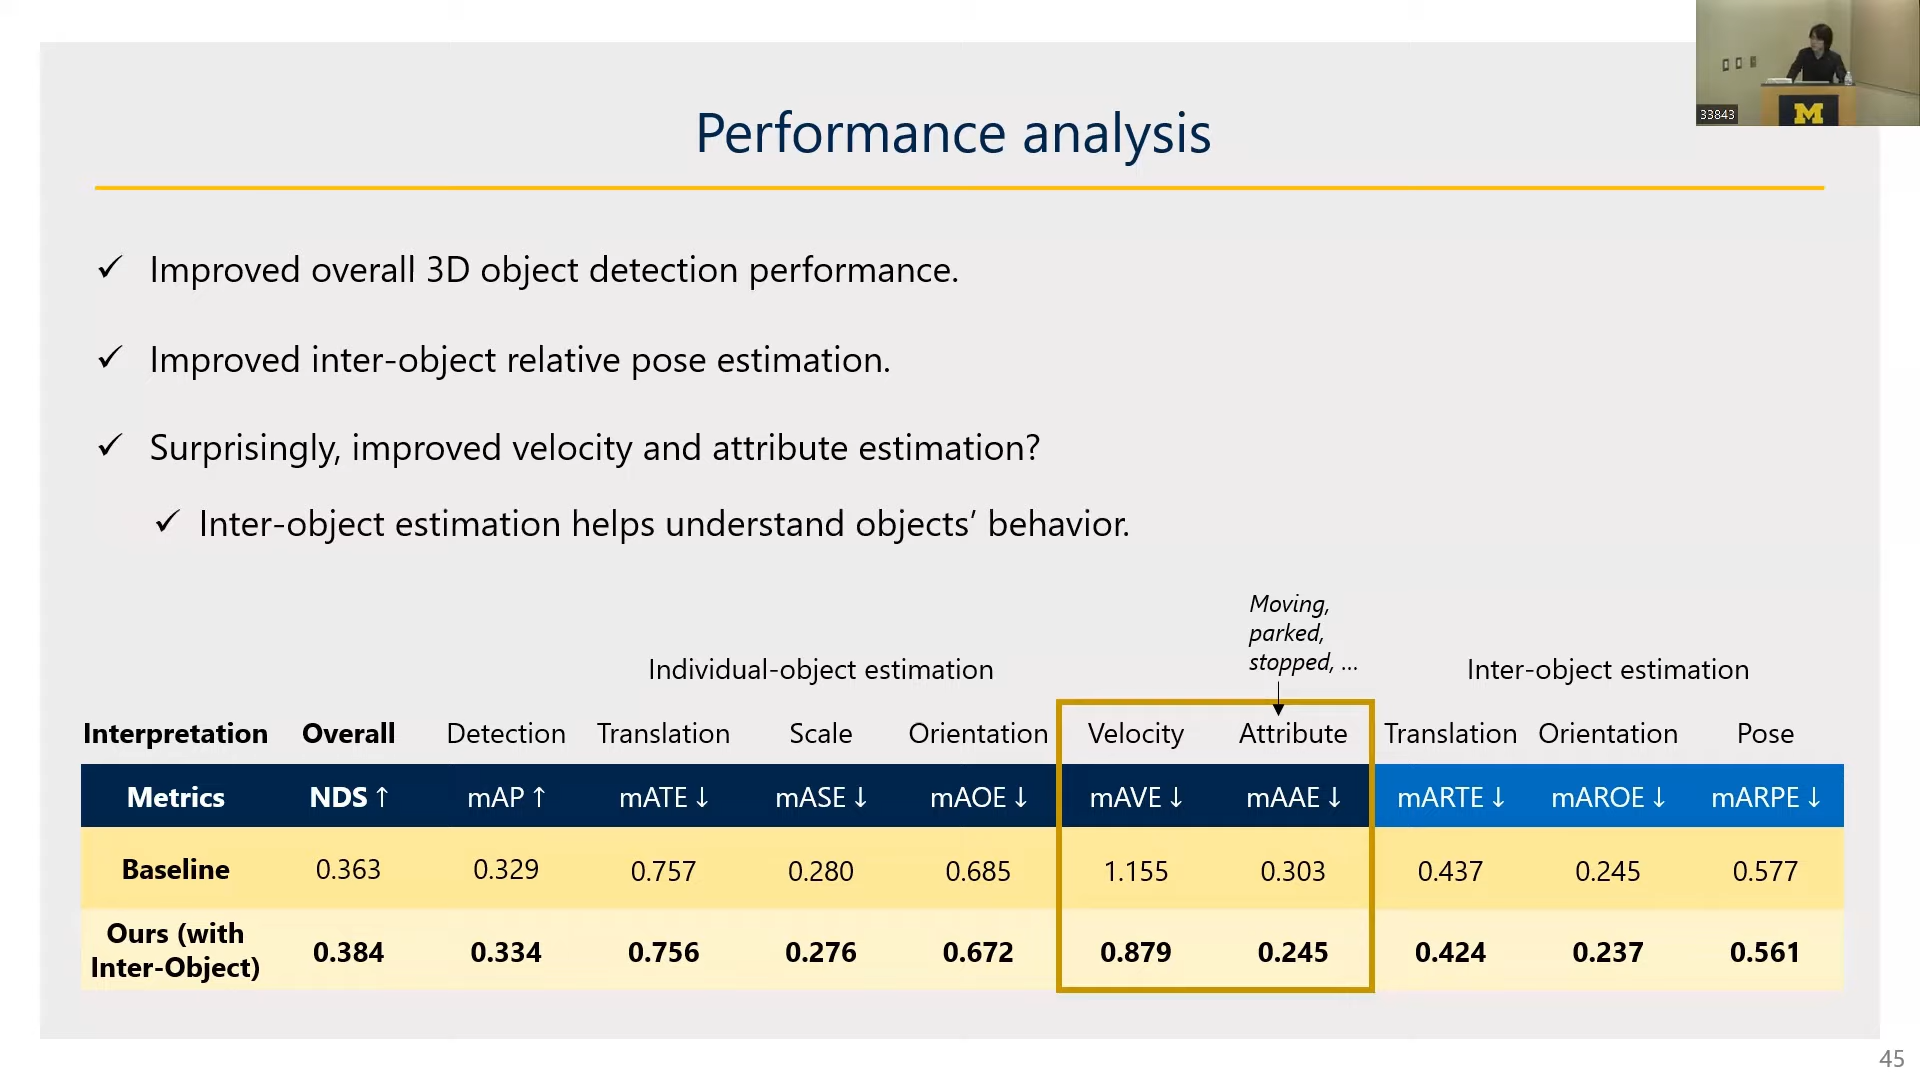 33843
M
Performance analysis
✓ Improved overall 3D object detection performance.
✓ Improved inter-object relative pose estimation.
✓ Surprisingly, improved velocity and attribute estimation?
✓ Inter-object estimation helps understand objects’ behavior.
Moving,
parked,
stopped, ...
Individual-object estimation Inter-object estimation
Interpretation Overall Detection Translation Scale Orientation Velocity Attribute Translation Orientation Pose
Metrics NDS↑ mAP↑ mATE↓ mASE↓ mAOE↓ mAVE↓ mAAE↓ mARTE↓ mAROE↓ mARPE↓
Baseline 0.363 0.329 0.757 0.280 0.685 1.155 0.303 0.437 0.245 0.577
Ours (with
Inter-Object) 0.384 0.334 0.756 0.276 0.672 0.879 0.245 0.424 0.237 0.561
45